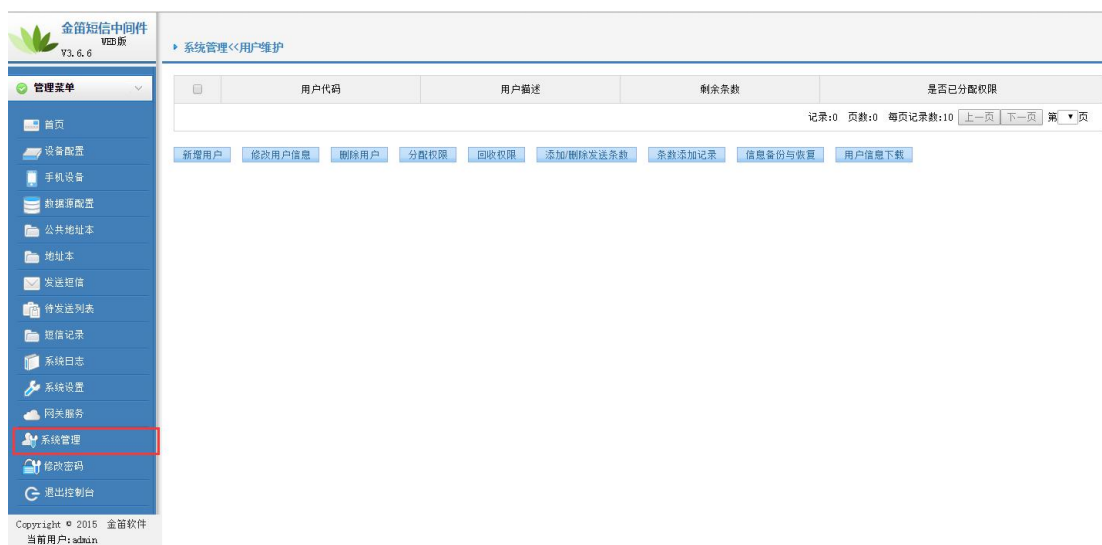 金笛短信中间件
WEB版
V3.6.6
系统管理<<用户维护
管理菜单
用户代码 用户描述 剩余条数 是否已分配权限
记录:0 页数:0 每页记录数:10 上一页 下一页 第 页
新增用户 修改用户信息 删除用户 分配权限 回收权限 添加/删除发送条数 条数添加记录 信息备份与恢复 用户信息下载
首页
设备配置
手机设备
数据源配置
公共地址本
地址本
发送短信
待发送列表
短信记录
系统日志
系统设置
网关服务
系统管理
修改密码
退出控制台
Copyright © 2015 金笛软件
当前用户:admin